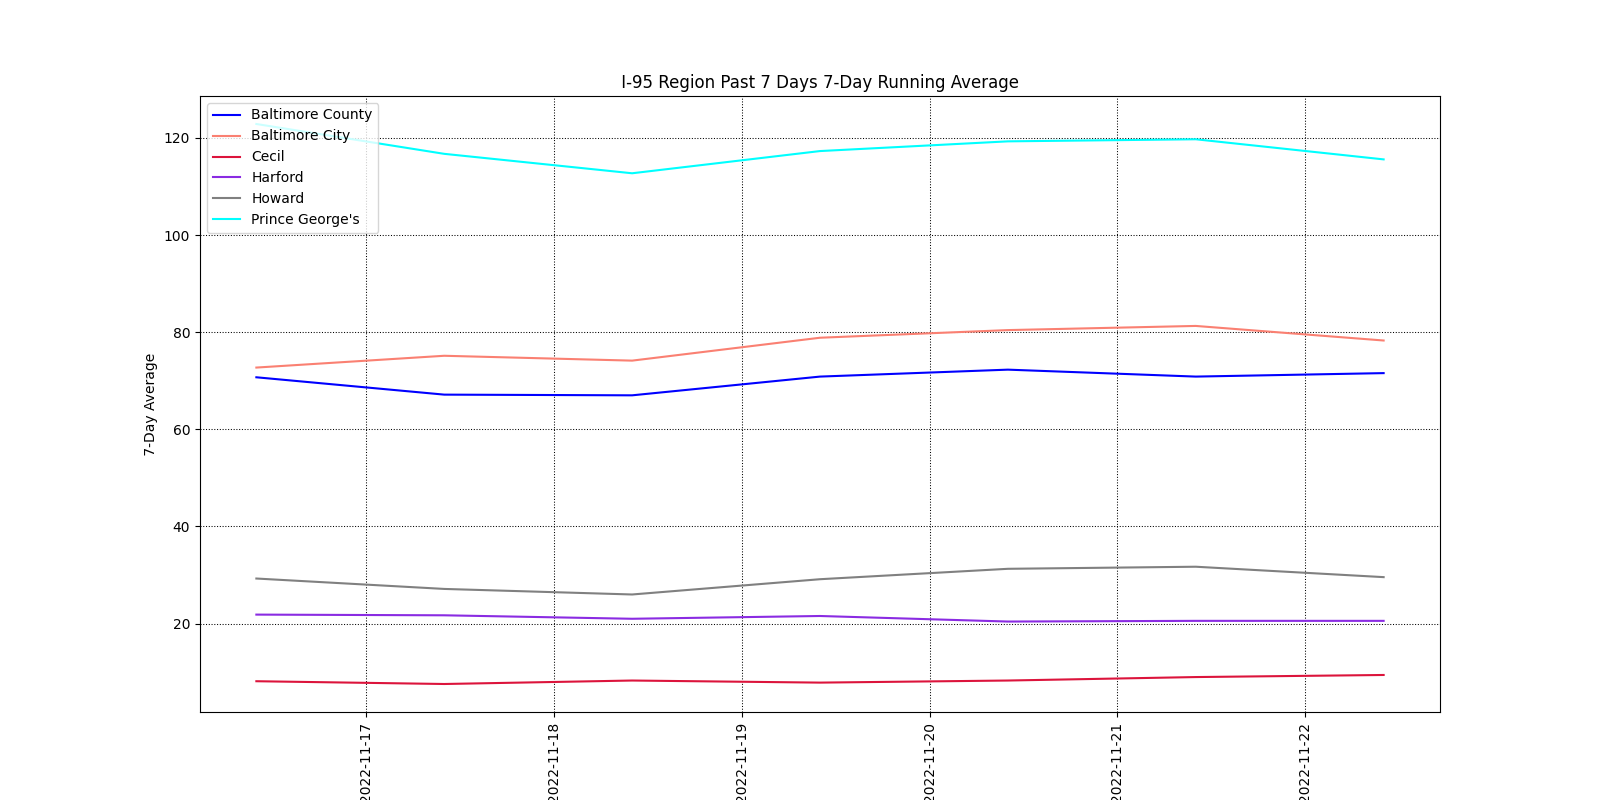 I-95 Region Past 7 Days 7-Day Running Average
Baltimore County
Baltimore City
Cecil
Harford
Howard
Prince George's
120
100
80
60
40
20
7-Day Average
2022-11-17
2022-11-18
2022-11-19
2022-11-20
2022-11-21
2022-11-22